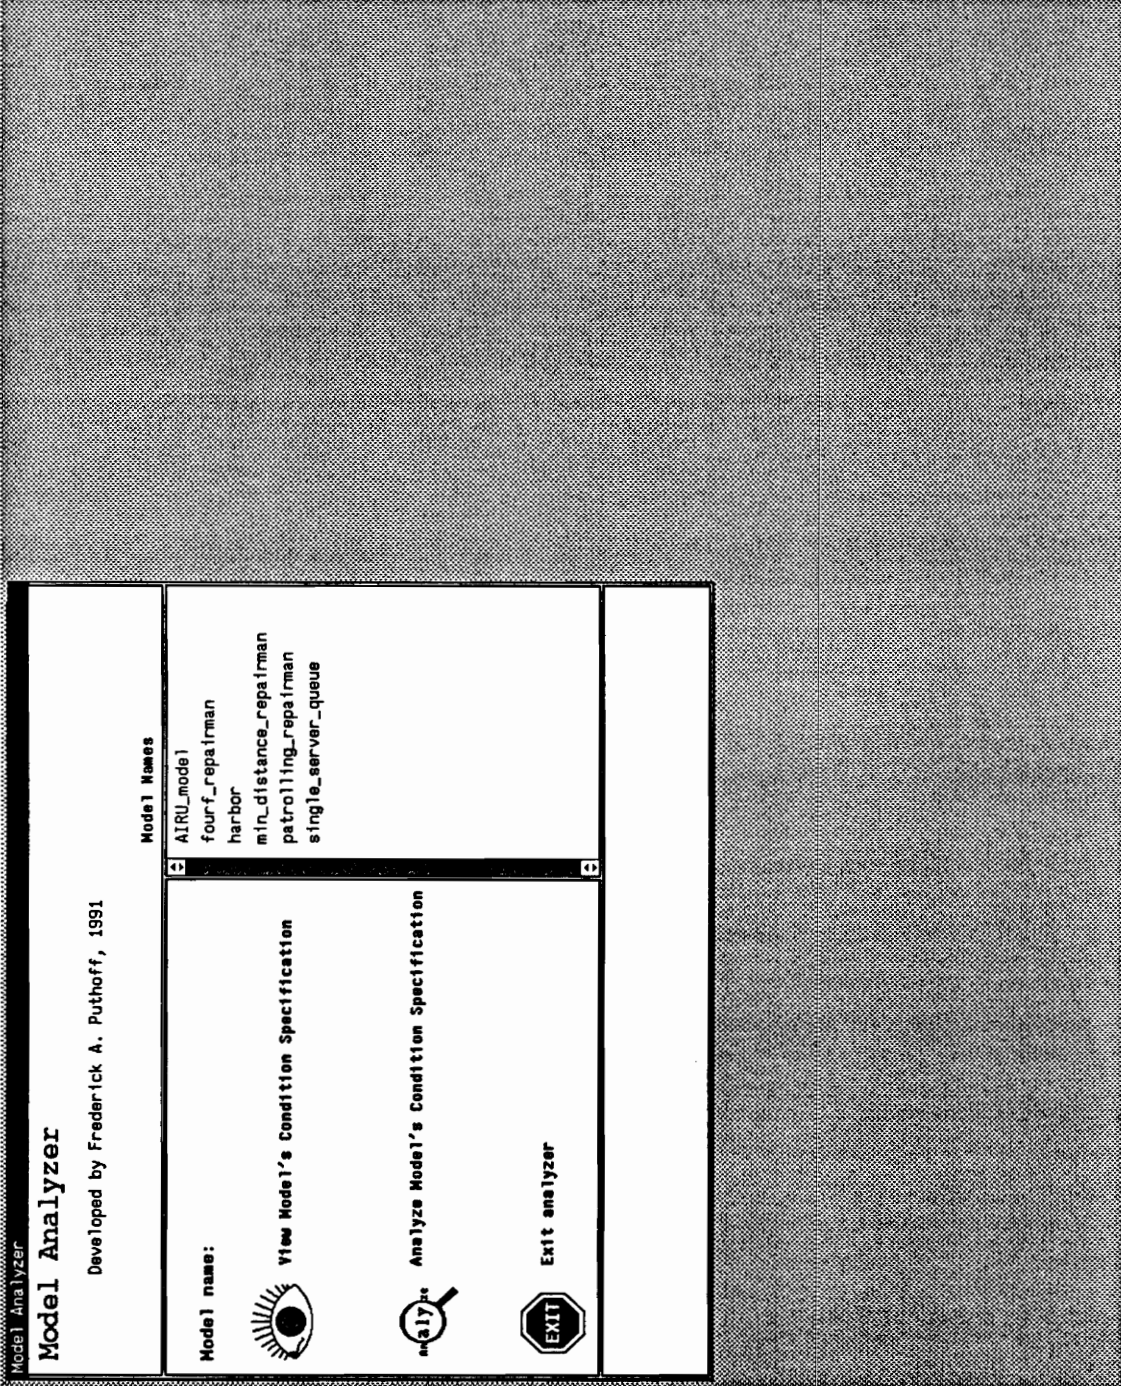 Model Analyzer
Model Analyzer
Developed by Frederick A. Puthoff, 1991
Model Names
Model name:
View Model's Condition Specification
Analyze
Analyze Model's Condition Specification
EXIT
Exit analyzer
AIRU_model
fourf_repairman
harbor
min_distance_repairman
patrolling_repairman
single_server_queue